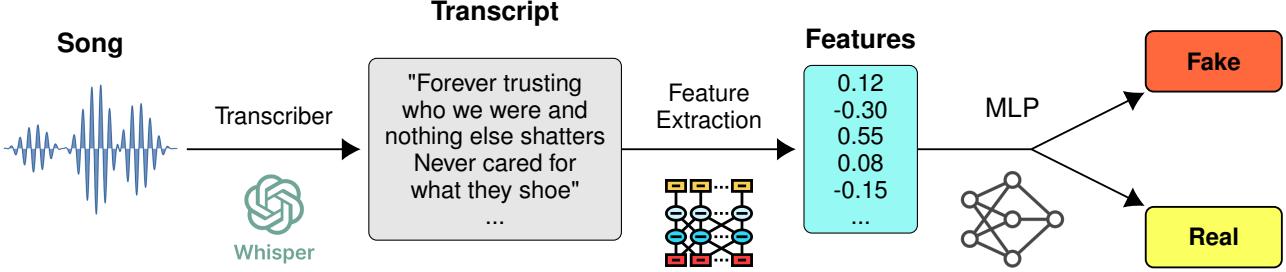 Song
Transcriber
Whisper
Transcript
"Forever trusting
who we were and
nothing else shatters
Never cared for
what they shoe"
...
Feature
Extraction
Features
0.12
-0.30
0.55
0.08
-0.15
...
MLP
Fake
Real